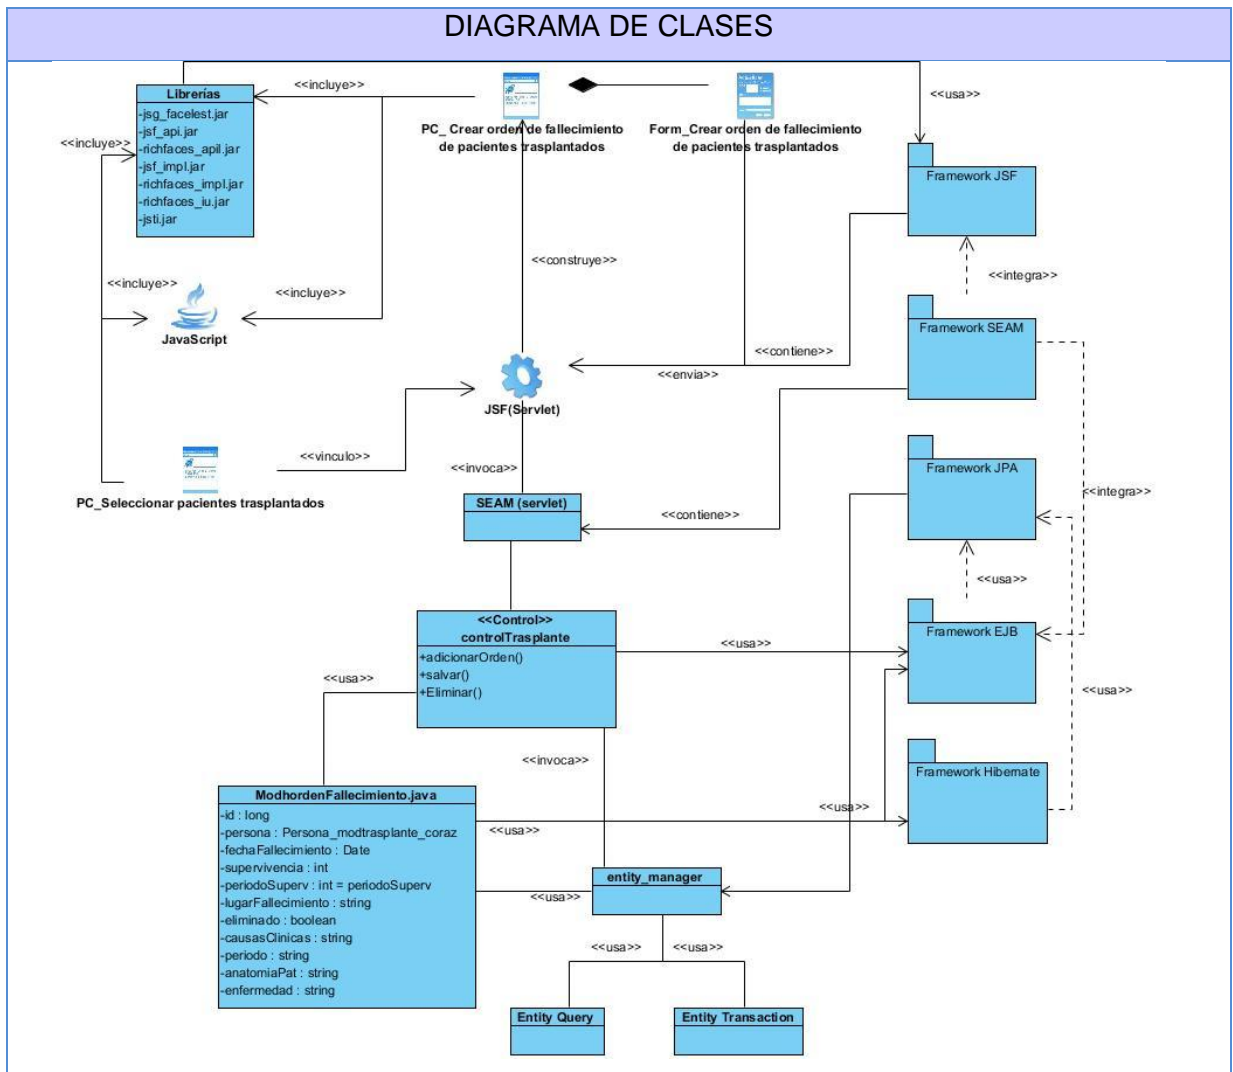 DIAGRAMA DE CLASES
Librerías
-jsg_facelest.jar
-jsf_api.jar
-richfaces_apil.jar
-jsf_impl.jar
-richfaces_impl.jar
-richfaces_iu.jar
-jsti.jar
<<incluye>>
<<incluye>>
PC_ Crear orden de fallecimiento
de pacientes trasplantados
Form_Crear orden de fallecimiento
de pacientes trasplantados
<<usa>>
Framework JSF
<<construye>>
<<integra>>
<<incluye>>
<<incluye>>
JavaScript
Framework SEAM
<<contiene>>
<<envia>>
JSF(Servlet)
<<vinculo>>
<<invoca>>
PC_Seleccionar pacientes trasplantados
SEAM (servlet)
<<contiene>>
Framework JPA
<<integra>>
<<usa>>
<<Control>>
controlTrasplante
+adicionarOrden()
+salvar()
+Eliminar()
<<usa>>
Framework EJB
<<usa>>
<<usa>>
<<invoca>>
Framework Hibernate
ModhordenFallecimiento.java
-id : long
-persona : Persona_modtrasplante_coraz
-fechaFallecimiento : Date
-supervivencia : int
-periodoSuperv : int = periodoSuperv
-lugarFallecimiento : string
-eliminado : boolean
-causasClinicas : string
-periodo : string
-anatomiaPat : string
-enfermedad : string
<<usa>>
<<usa>>
<<usa>>
entity_manager
<<usa>>
<<usa>>
Entity Query
Entity Transaction